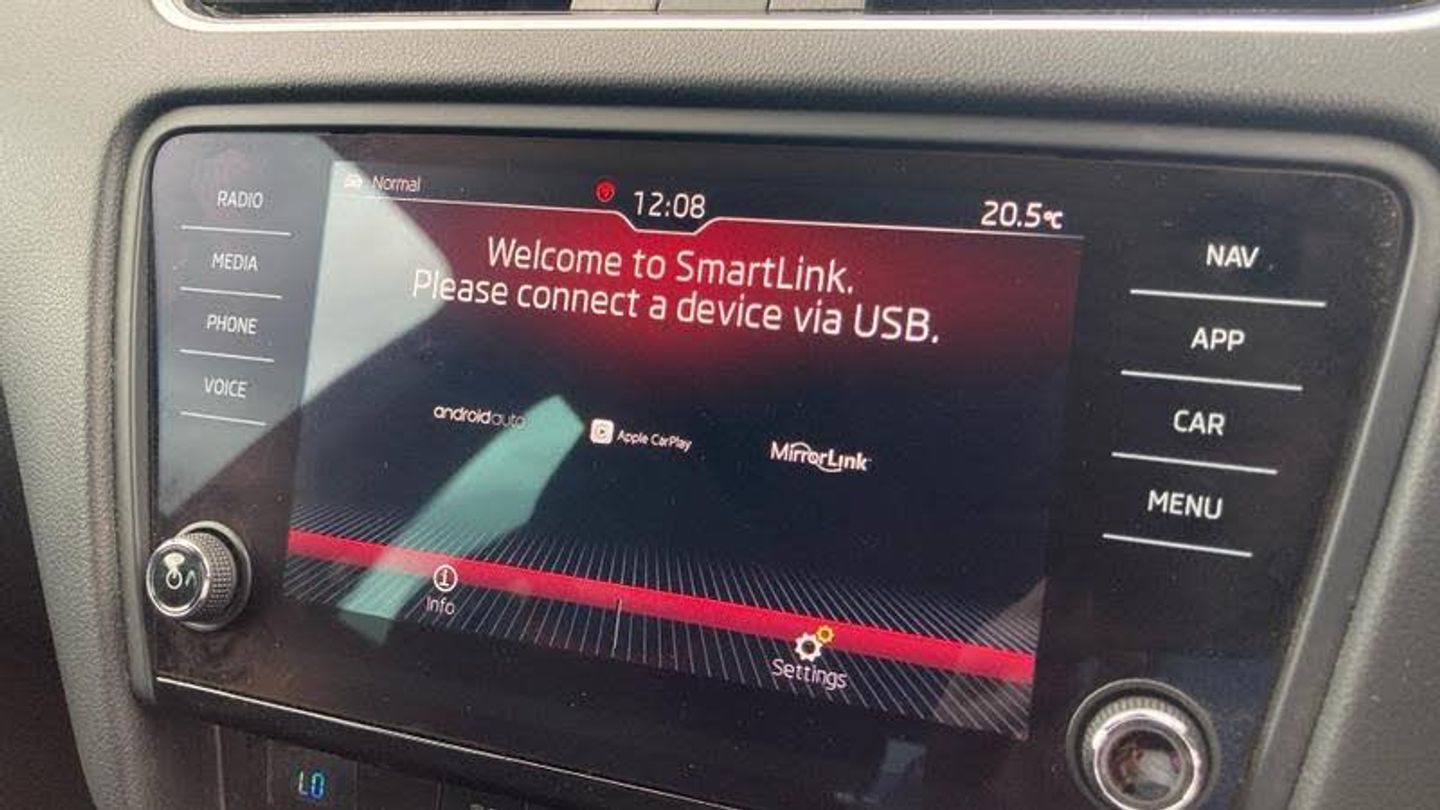 Normal
12:08
20.5°C
Welcome to SmartLink.
Please connect a device via USB.
androidauto
Apple CarPlay
MirrorLink
Info
Settings
RADIO
MEDIA
PHONE
VOICE
NAV
APP
CAR
MENU
LO